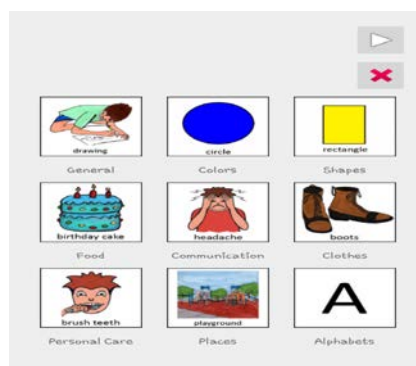 drawing
circle
rectangle
General
Colors
Shapes
birthday cake
headache
boots
Food
Communication
Clothes
brush teeth
playground
A
Personal Care
Places
Alphabets